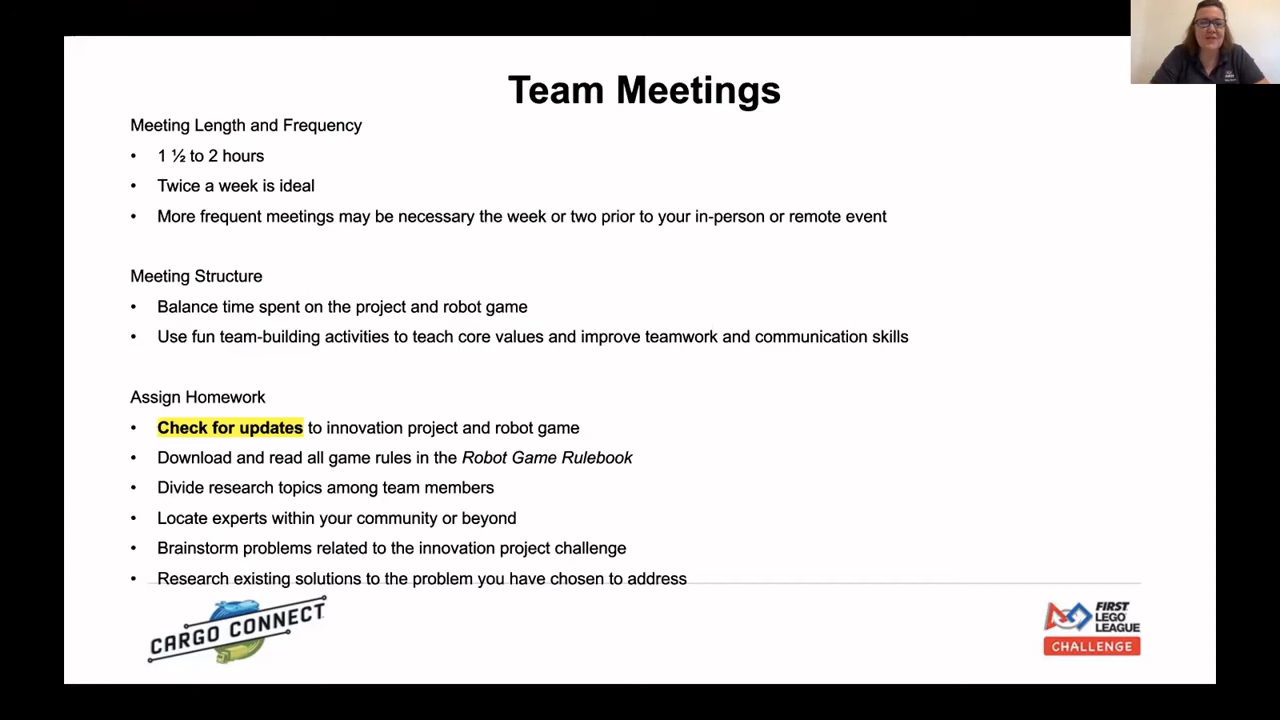 Team Meetings
Meeting Length and Frequency
• 1 ½ to 2 hours
• Twice a week is ideal
• More frequent meetings may be necessary the week or two prior to your in-person or remote event
Meeting Structure
• Balance time spent on the project and robot game
• Use fun team-building activities to teach core values and improve teamwork and communication skills
Assign Homework
• Check for updates to innovation project and robot game
• Download and read all game rules in the Robot Game Rulebook
• Divide research topics among team members
• Locate experts within your community or beyond
• Brainstorm problems related to the innovation project challenge
• Research existing solutions to the problem you have chosen to address
CARGO CONNECT
FIRST
LEGO
LEAGUE
CHALLENGE